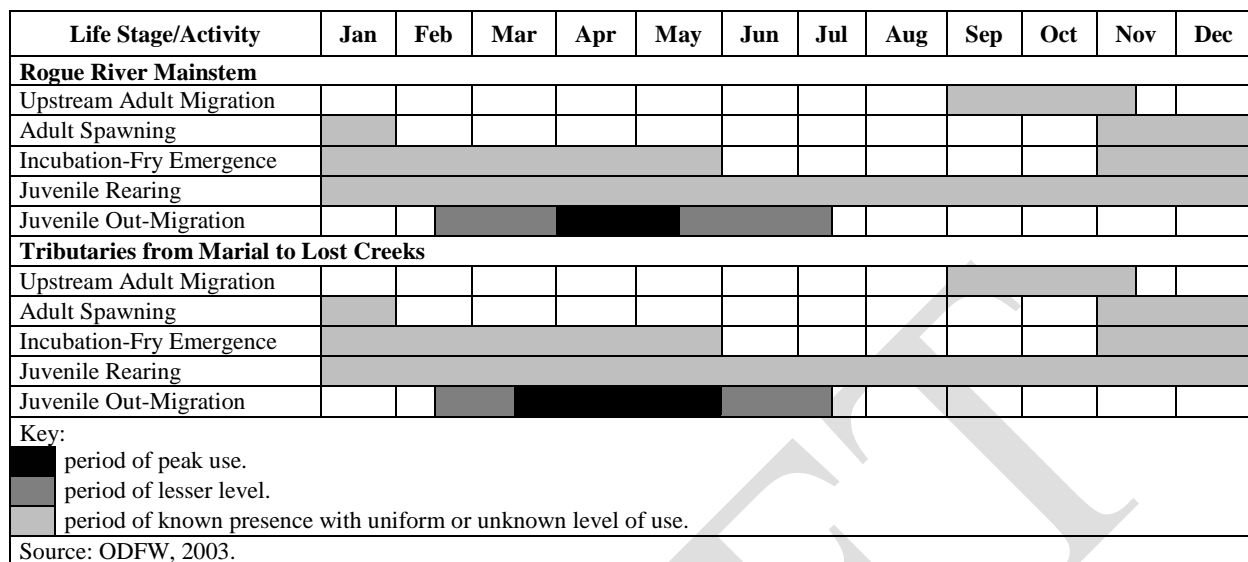 Life Stage/Activity Jan Feb Mar Apr May Jun Jul Aug Sep Oct Nov Dec
Rogue River Mainstem
Upstream Adult Migration
Adult Spawning
Incubation-Fry Emergence
Juvenile Rearing
Juvenile Out-Migration
Tributaries from Marial to Lost Creeks
Upstream Adult Migration
Adult Spawning
Incubation-Fry Emergence
Juvenile Rearing
Juvenile Out-Migration
Key:
period of peak use.
period of lesser level.
period of known presence with uniform or unknown level of use.
Source: ODFW, 2003.